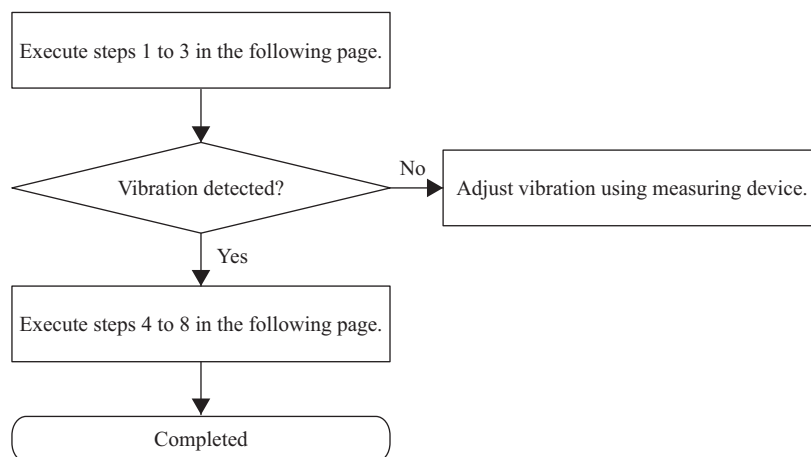 Execute steps 1 to 3 in the following page.
Vibration detected?
No
Adjust vibration using measuring device.
Yes
Execute steps 4 to 8 in the following page.
Completed